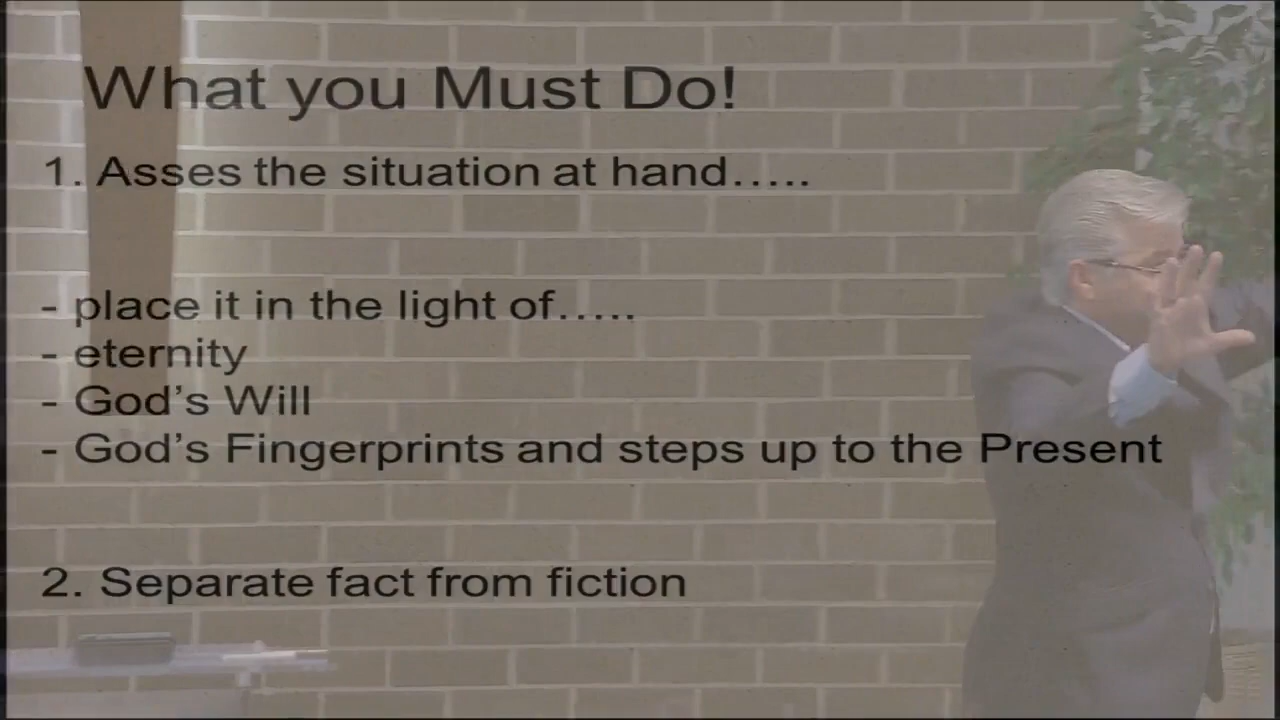 What you Must Do!
1. Asses the situation at hand.....
- place it in the light of.....
- eternity
- God's Will
- God's Fingerprints and steps up to the Present
2. Separate fact from fiction